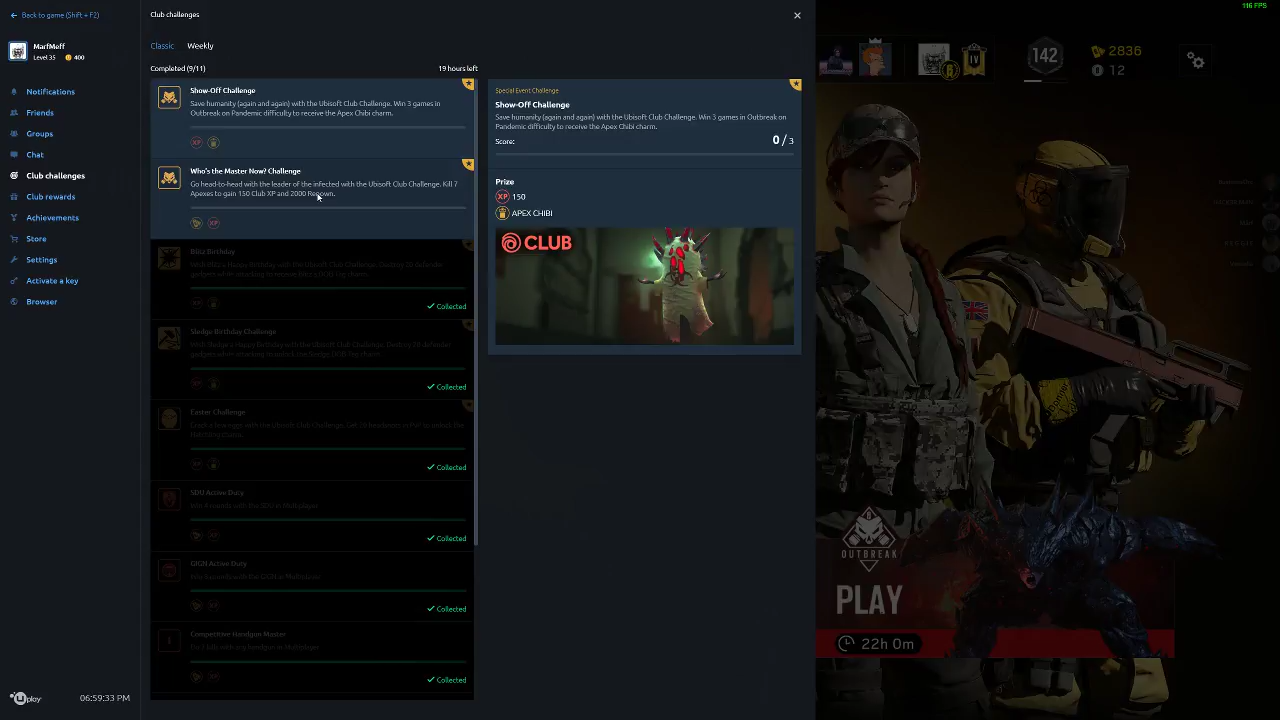 116 FPS
Back to game (Shift + F2)
Club challenges
MarfMeff
Level 35
400
142
2836
12
IV
Classic
Weekly
Completed (9/11)
19 hours left
Notifications
Friends
Groups
Chat
Club challenges
Club rewards
Achievements
Store
Settings
Activate a key
Browser
Show-Off Challenge
Save humanity (again and again) with the Ubisoft Club Challenge. Win 3 games in
Outbreak on Pandemic difficulty to receive the Apex Chibi charm.
XP
Who's the Master Now? Challenge
Go head-to-head with the leader of the infected with the Ubisoft Club Challenge. Kill 7
Apexes to gain 150 Club XP and 2000 Renown.
XP
Blitz Birthday
Collected
Sledge Birthday Challenge
Collected
Easter Challenge
Collected
SDU Active Duty
Collected
GIGN Active Duty
Collected
Competitive Handgun Master
Collected
Special Event Challenge
Show-Off Challenge
Save humanity (again and again) with the Ubisoft Club Challenge. Win 3 games in
Outbreak on Pandemic difficulty to receive the Apex Chibi charm.
Score:
0 / 3
Prize
XP 150
APEX CHIBI
CLUB
OUTBREAK
PLAY
22h 0m
uplay
06:59:33 PM